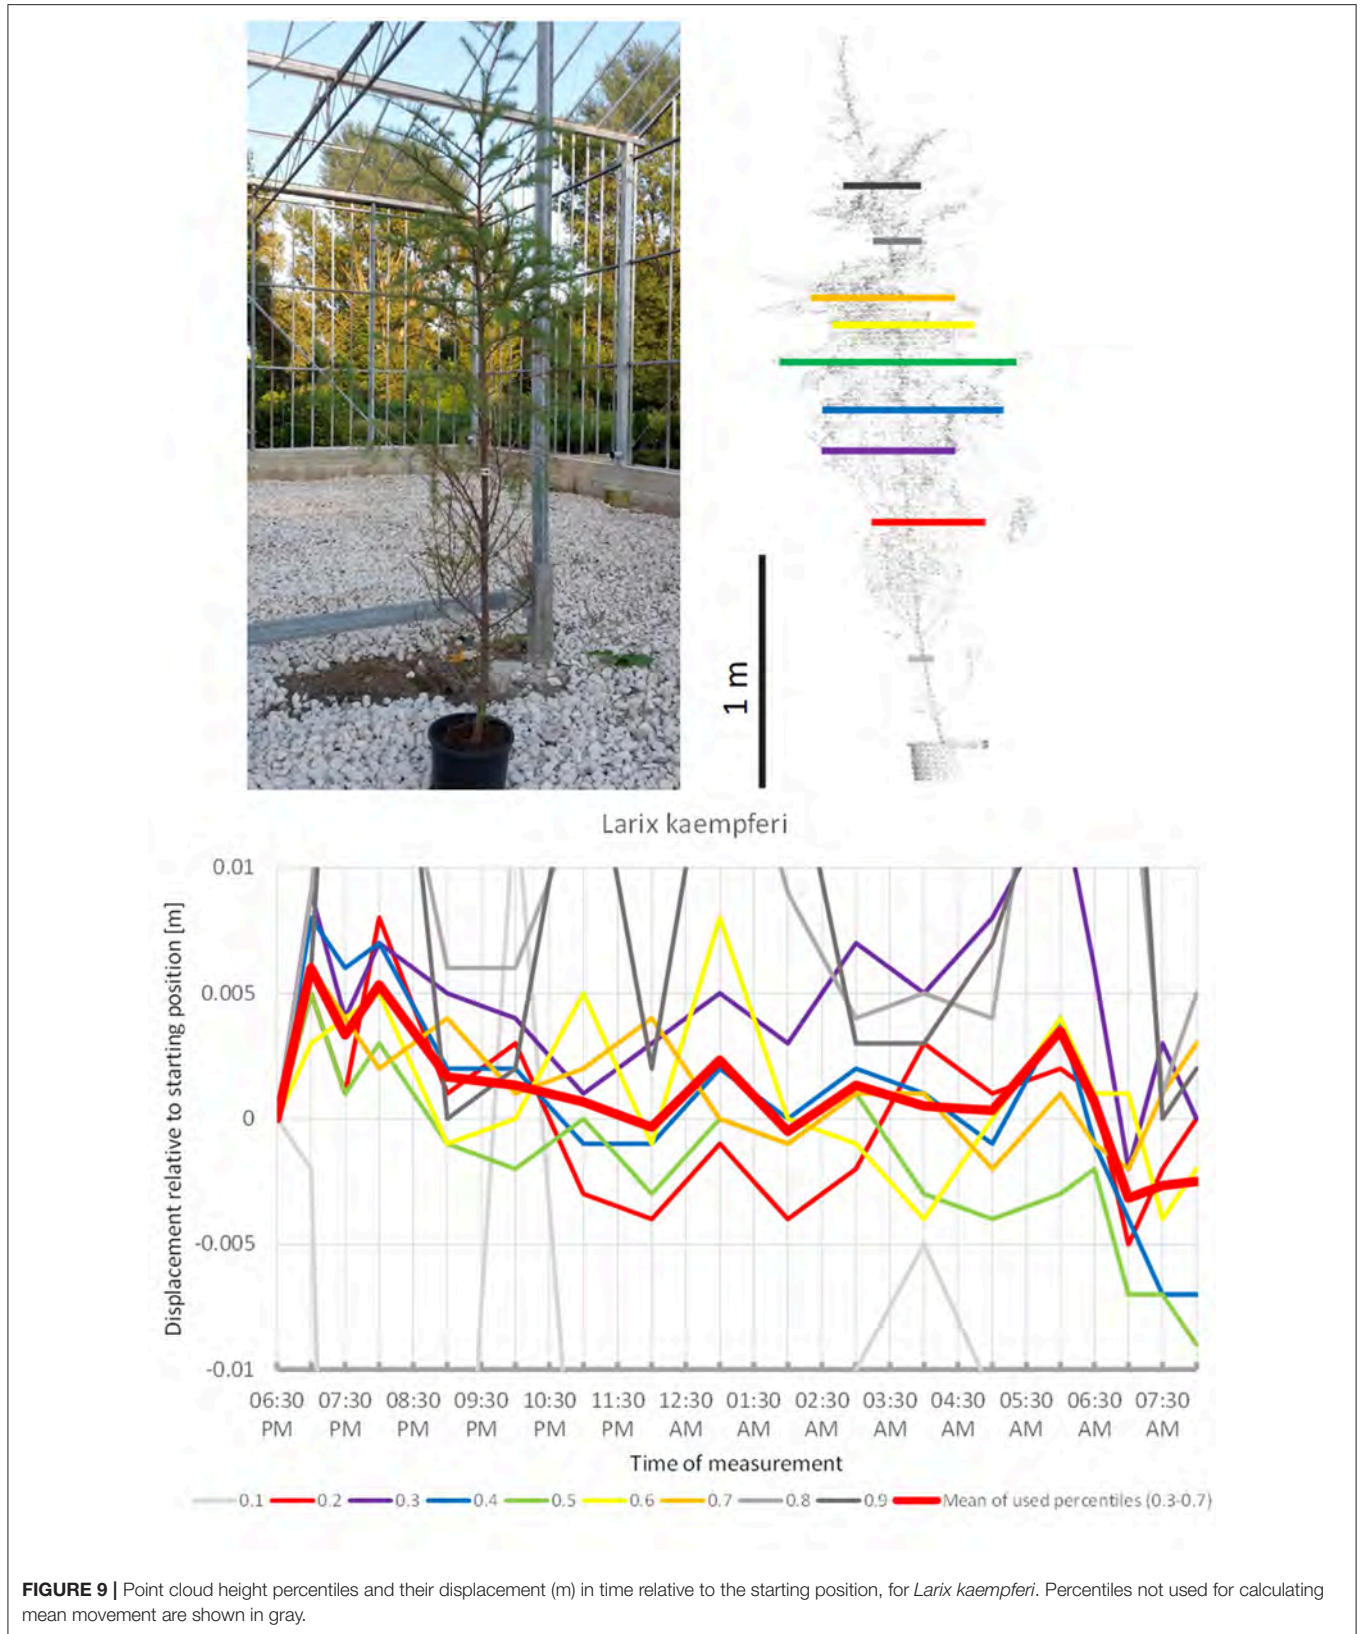 1 m
Larix kaempferi
Displacement relative to starting position [m]
0.01
0.005
0
-0.005
-0.01
06:30 07:30 08:30 09:30 10:30 11:30 12:30 01:30 02:30 03:30 04:30 05:30 06:30 07:30
PM PM PM PM PM PM AM AM AM AM AM AM AM AM
Time of measurement
0.1 0.2 0.3 0.4 0.5 0.6 0.7 0.8 0.9 Mean of used percentiles (0.3-0.7)
FIGURE 9 | Point cloud height percentiles and their displacement (m) in time relative to the starting position, for Larix kaempferi. Percentiles not used for calculating
mean movement are shown in gray.